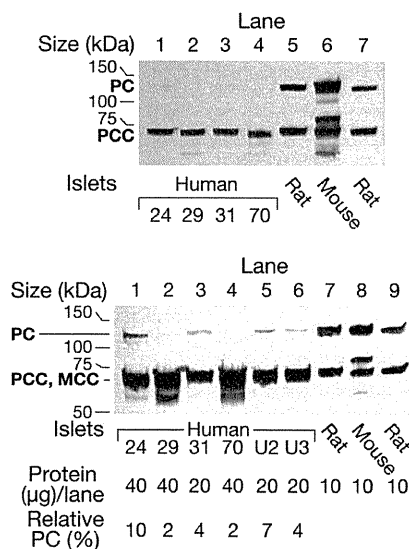 Lane
Size (kDa) 1 2 3 4 5 6 7
150
PC
100
75
PCC
Islets Human Rat Mouse Rat
24 29 31 70
Lane
Size (kDa) 1 2 3 4 5 6 7 8 9
150
PC
100
75
PCC, MCC
50
Islets Human Rat Mouse Rat
24 29 31 70 U2 U3
Protein 40 40 20 40 20 20 10 10 10
(µg)/lane
Relative 10 2 4 2 7 4
PC (%)